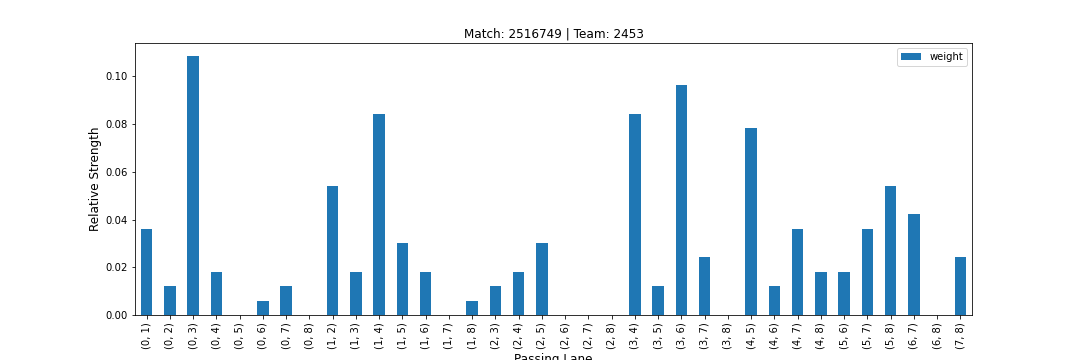 Match: 2516749 | Team: 2453
weight
Relative Strength
0.10
0.08
0.06
0.04
0.02
0.00
(0, 1) (0, 2) (0, 3) (0, 4) (0, 5) (0, 6) (0, 7) (0, 8) (1, 2) (1, 3) (1, 4) (1, 5) (1, 6) (1, 7) (1, 8) (2, 3) (2, 4) (2, 5) (2, 6) (2, 7) (2, 8) (3, 4) (3, 5) (3, 6) (3, 7) (3, 8) (4, 5) (4, 6) (4, 7) (4, 8) (5, 6) (5, 7) (5, 8) (6, 7) (6, 8) (7, 8)
Passing Lane